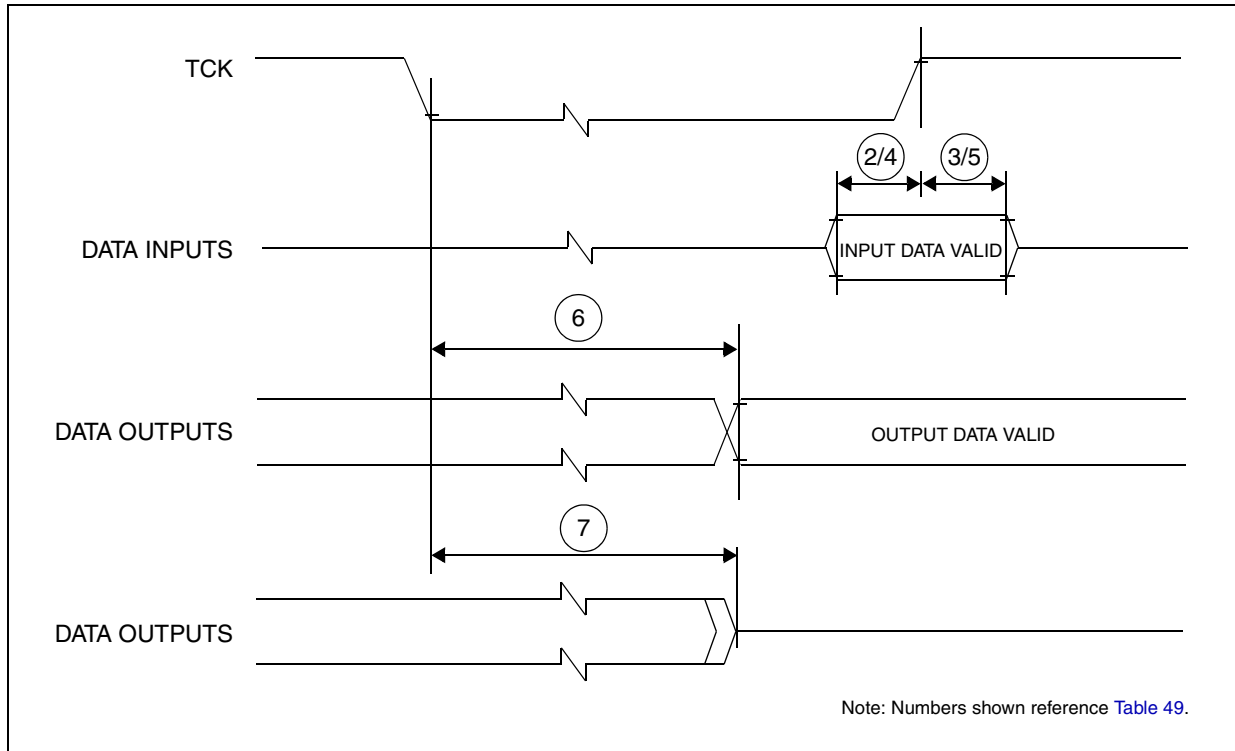 TCK
2/4
3/5
DATA INPUTS
INPUT DATA VALID
6
DATA OUTPUTS
OUTPUT DATA VALID
7
DATA OUTPUTS
Note: Numbers shown reference Table 49.